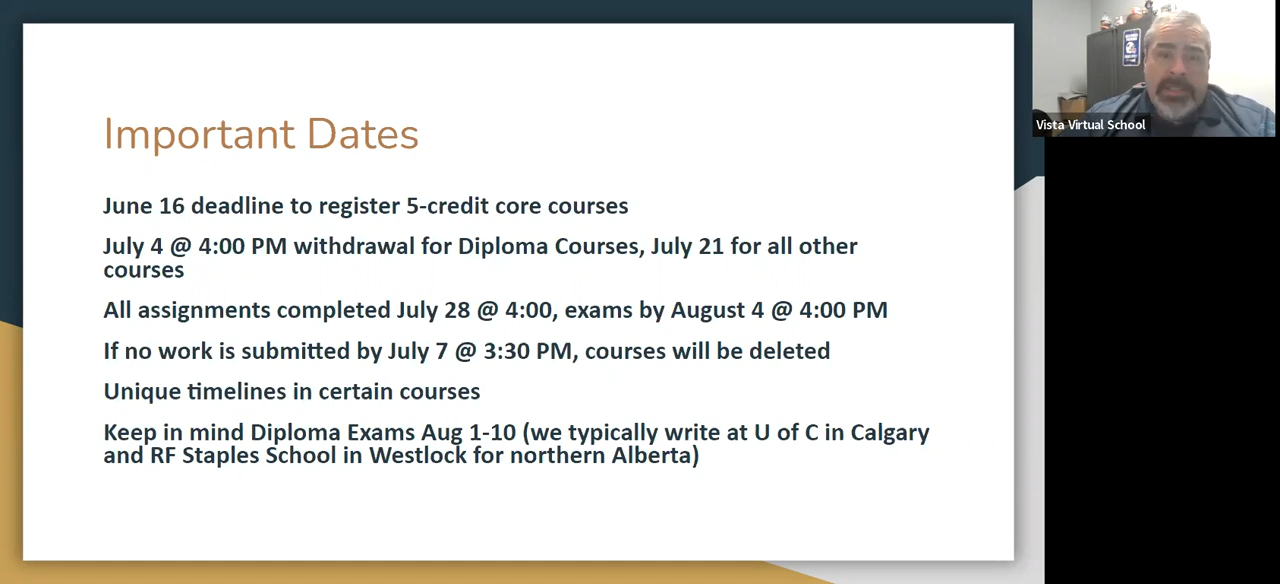 Important Dates
June 16 deadline to register 5-credit core courses
July 4 @ 4:00 PM withdrawal for Diploma Courses, July 21 for all other
courses
All assignments completed July 28 @ 4:00, exams by August 4 @ 4:00 PM
If no work is submitted by July 7 @ 3:30 PM, courses will be deleted
Unique timelines in certain courses
Keep in mind Diploma Exams Aug 1-10 (we typically write at U of C in Calgary
and RF Staples School in Westlock for northern Alberta)
Vista Virtual School